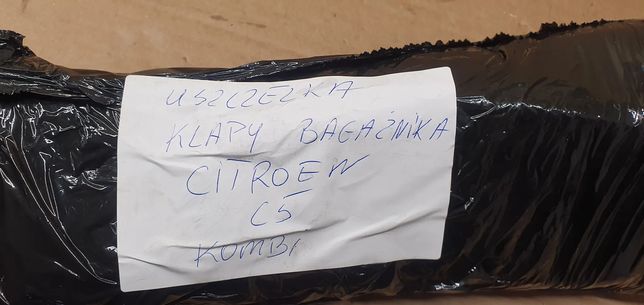 USZCZELKA
KLAPY BAGAŻNIKA
CITROEN
C5
KOMBI